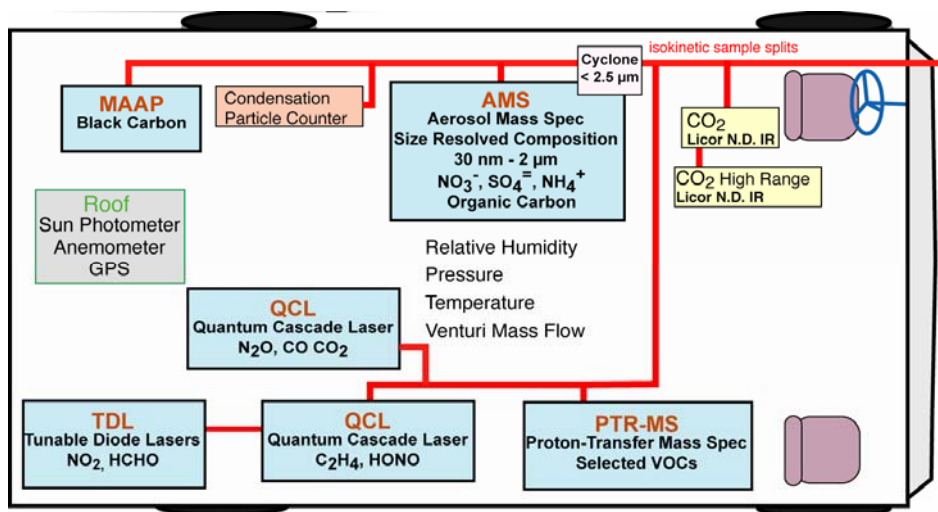 isokinetic sample splits
Cyclone
< 2.5 µm
MAAP
Black Carbon
Condensation
Particle Counter
AMS
Aerosol Mass Spec
Size Resolved Composition
30 nm - 2 µm
NO₃⁻, SO₄⁼, NH₄⁺
Organic Carbon
CO₂
Licor N.D. IR
CO₂ High Range
Licor N.D. IR
Roof
Sun Photometer
Anemometer
GPS
Relative Humidity
Pressure
Temperature
Venturi Mass Flow
QCL
Quantum Cascade Laser
N₂O, CO CO₂
TDL
Tunable Diode Lasers
NO₂, HCHO
QCL
Quantum Cascade Laser
C₂H₄, HONO
PTR-MS
Proton-Transfer Mass Spec
Selected VOCs